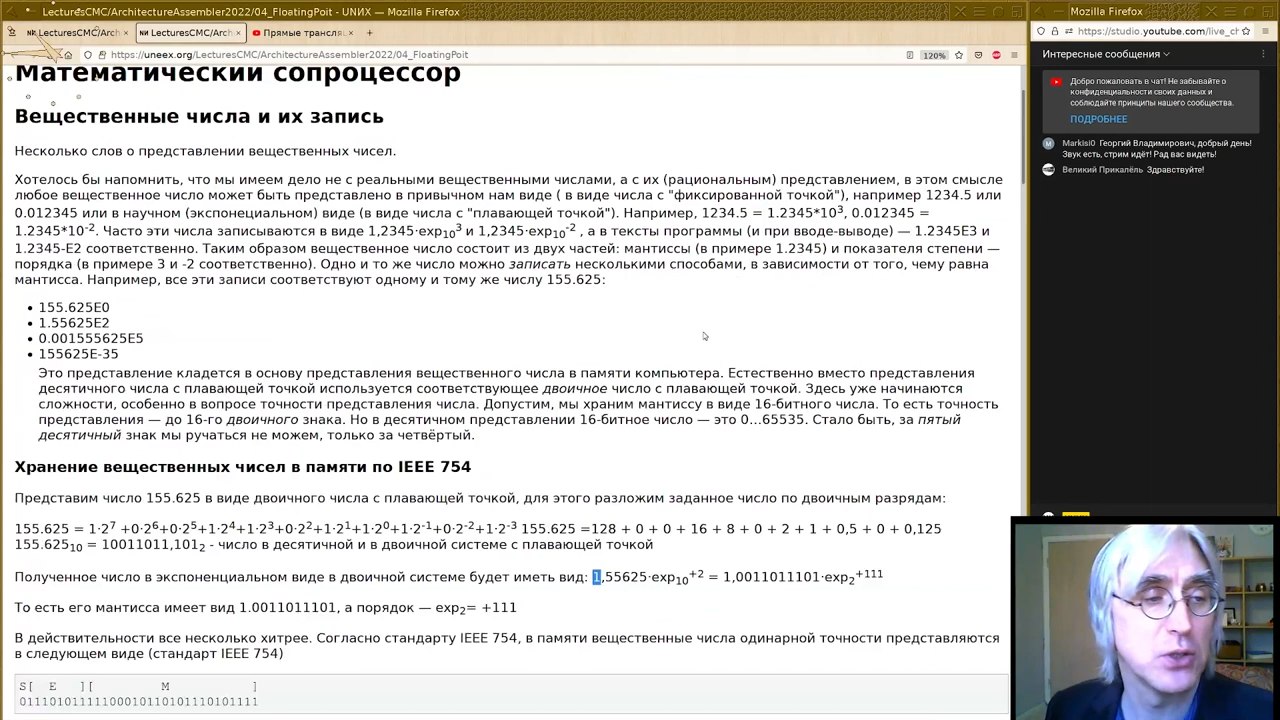 LecturesCMC/ArchitectureAssembler2022/04_FloatingPoit - UNИX — Mozilla Firefox
Mozilla Firefox
LecturesCMC/Archite
LecturesCMC/Archite
Прямые трансляц
https://uneex.org/LecturesCMC/ArchitectureAssembler2022/04_FloatingPoit
120%
https://studio.youtube.com/live_ch
Математический сопроцессор
Вещественные числа и их запись
Несколько слов о представлении вещественных чисел.
Хотелось бы напомнить, что мы имеем дело не с реальными вещественными числами, а с их (рациональным) представлением, в этом смысле
любое вещественное число может быть представлено в привычном нам виде ( в виде числа с "фиксированной точкой"), например 1234.5 или
0.012345 или в научном (экспонециальном) виде (в виде числа с "плавающей точкой"). Например, 1234.5 = 1.2345*10³, 0.012345 =
1.2345*10⁻². Часто эти числа записываются в виде 1,2345·exp₁₀³ и 1,2345·exp₁₀⁻² , а в тексты программы (и при вводе-выводе) — 1.2345E3 и
1.2345-E2 соответственно. Таким образом вещественное число состоит из двух частей: мантиссы (в примере 1.2345) и показателя степени —
порядка (в примере 3 и -2 соответственно). Одно и то же число можно записать несколькими способами, в зависимости от того, чему равна
мантисса. Например, все эти записи соответствуют одному и тому же числу 155.625:
• 155.625E0
• 1.55625E2
• 0.001555625E5
• 155625E-35
Это представление кладется в основу представления вещественного числа в памяти компьютера. Естественно вместо представления
десятичного числа с плавающей точкой используется соответствующее двоичное число с плавающей точкой. Здесь уже начинаются
сложности, особенно в вопросе точности представления числа. Допустим, мы храним мантиссу в виде 16-битного числа. То есть точность
представления — до 16-го двоичного знака. Но в десятичном представлении 16-битное число — это 0…65535. Стало быть, за пятый
десятичный знак мы ручаться не можем, только за четвёртый.
Хранение вещественных чисел в памяти по IEEE 754
Представим число 155.625 в виде двоичного числа с плавающей точкой, для этого разложим заданное число по двоичным разрядам:
155.625 = 1·2⁷ +0·2⁶+0·2⁵+1·2⁴+1·2³+0·2²+1·2¹+1·2⁰+1·2⁻¹+0·2⁻²+1·2⁻³ 155.625 =128 + 0 + 0 + 16 + 8 + 0 + 2 + 1 + 0,5 + 0 + 0,125
155.625₁₀ = 10011011,101₂ - число в десятичной и в двоичной системе с плавающей точкой
Полученное число в экспоненциальном виде в двоичной системе будет иметь вид: 1,55625·exp₁₀⁺² = 1,0011011101·exp₂⁺¹¹¹
То есть его мантисса имеет вид 1.0011011101, а порядок — exp₂= +111
В действительности все несколько хитрее. Согласно стандарту IEEE 754, в памяти вещественные числа одинарной точности представляются
в следующем виде (стандарт IEEE 754)
S[ E ][ M ]
Интересные сообщения
Добро пожаловать в чат! Не забывайте о
конфиденциальности своих данных и
соблюдайте принципы нашего сообщества.
ПОДРОБНЕЕ
M Markisi0 Георгий Владимирович, добрый день!
Звук есть, стрим идёт! Рад вас видеть!
Великий Прикалёль Здравствуйте!